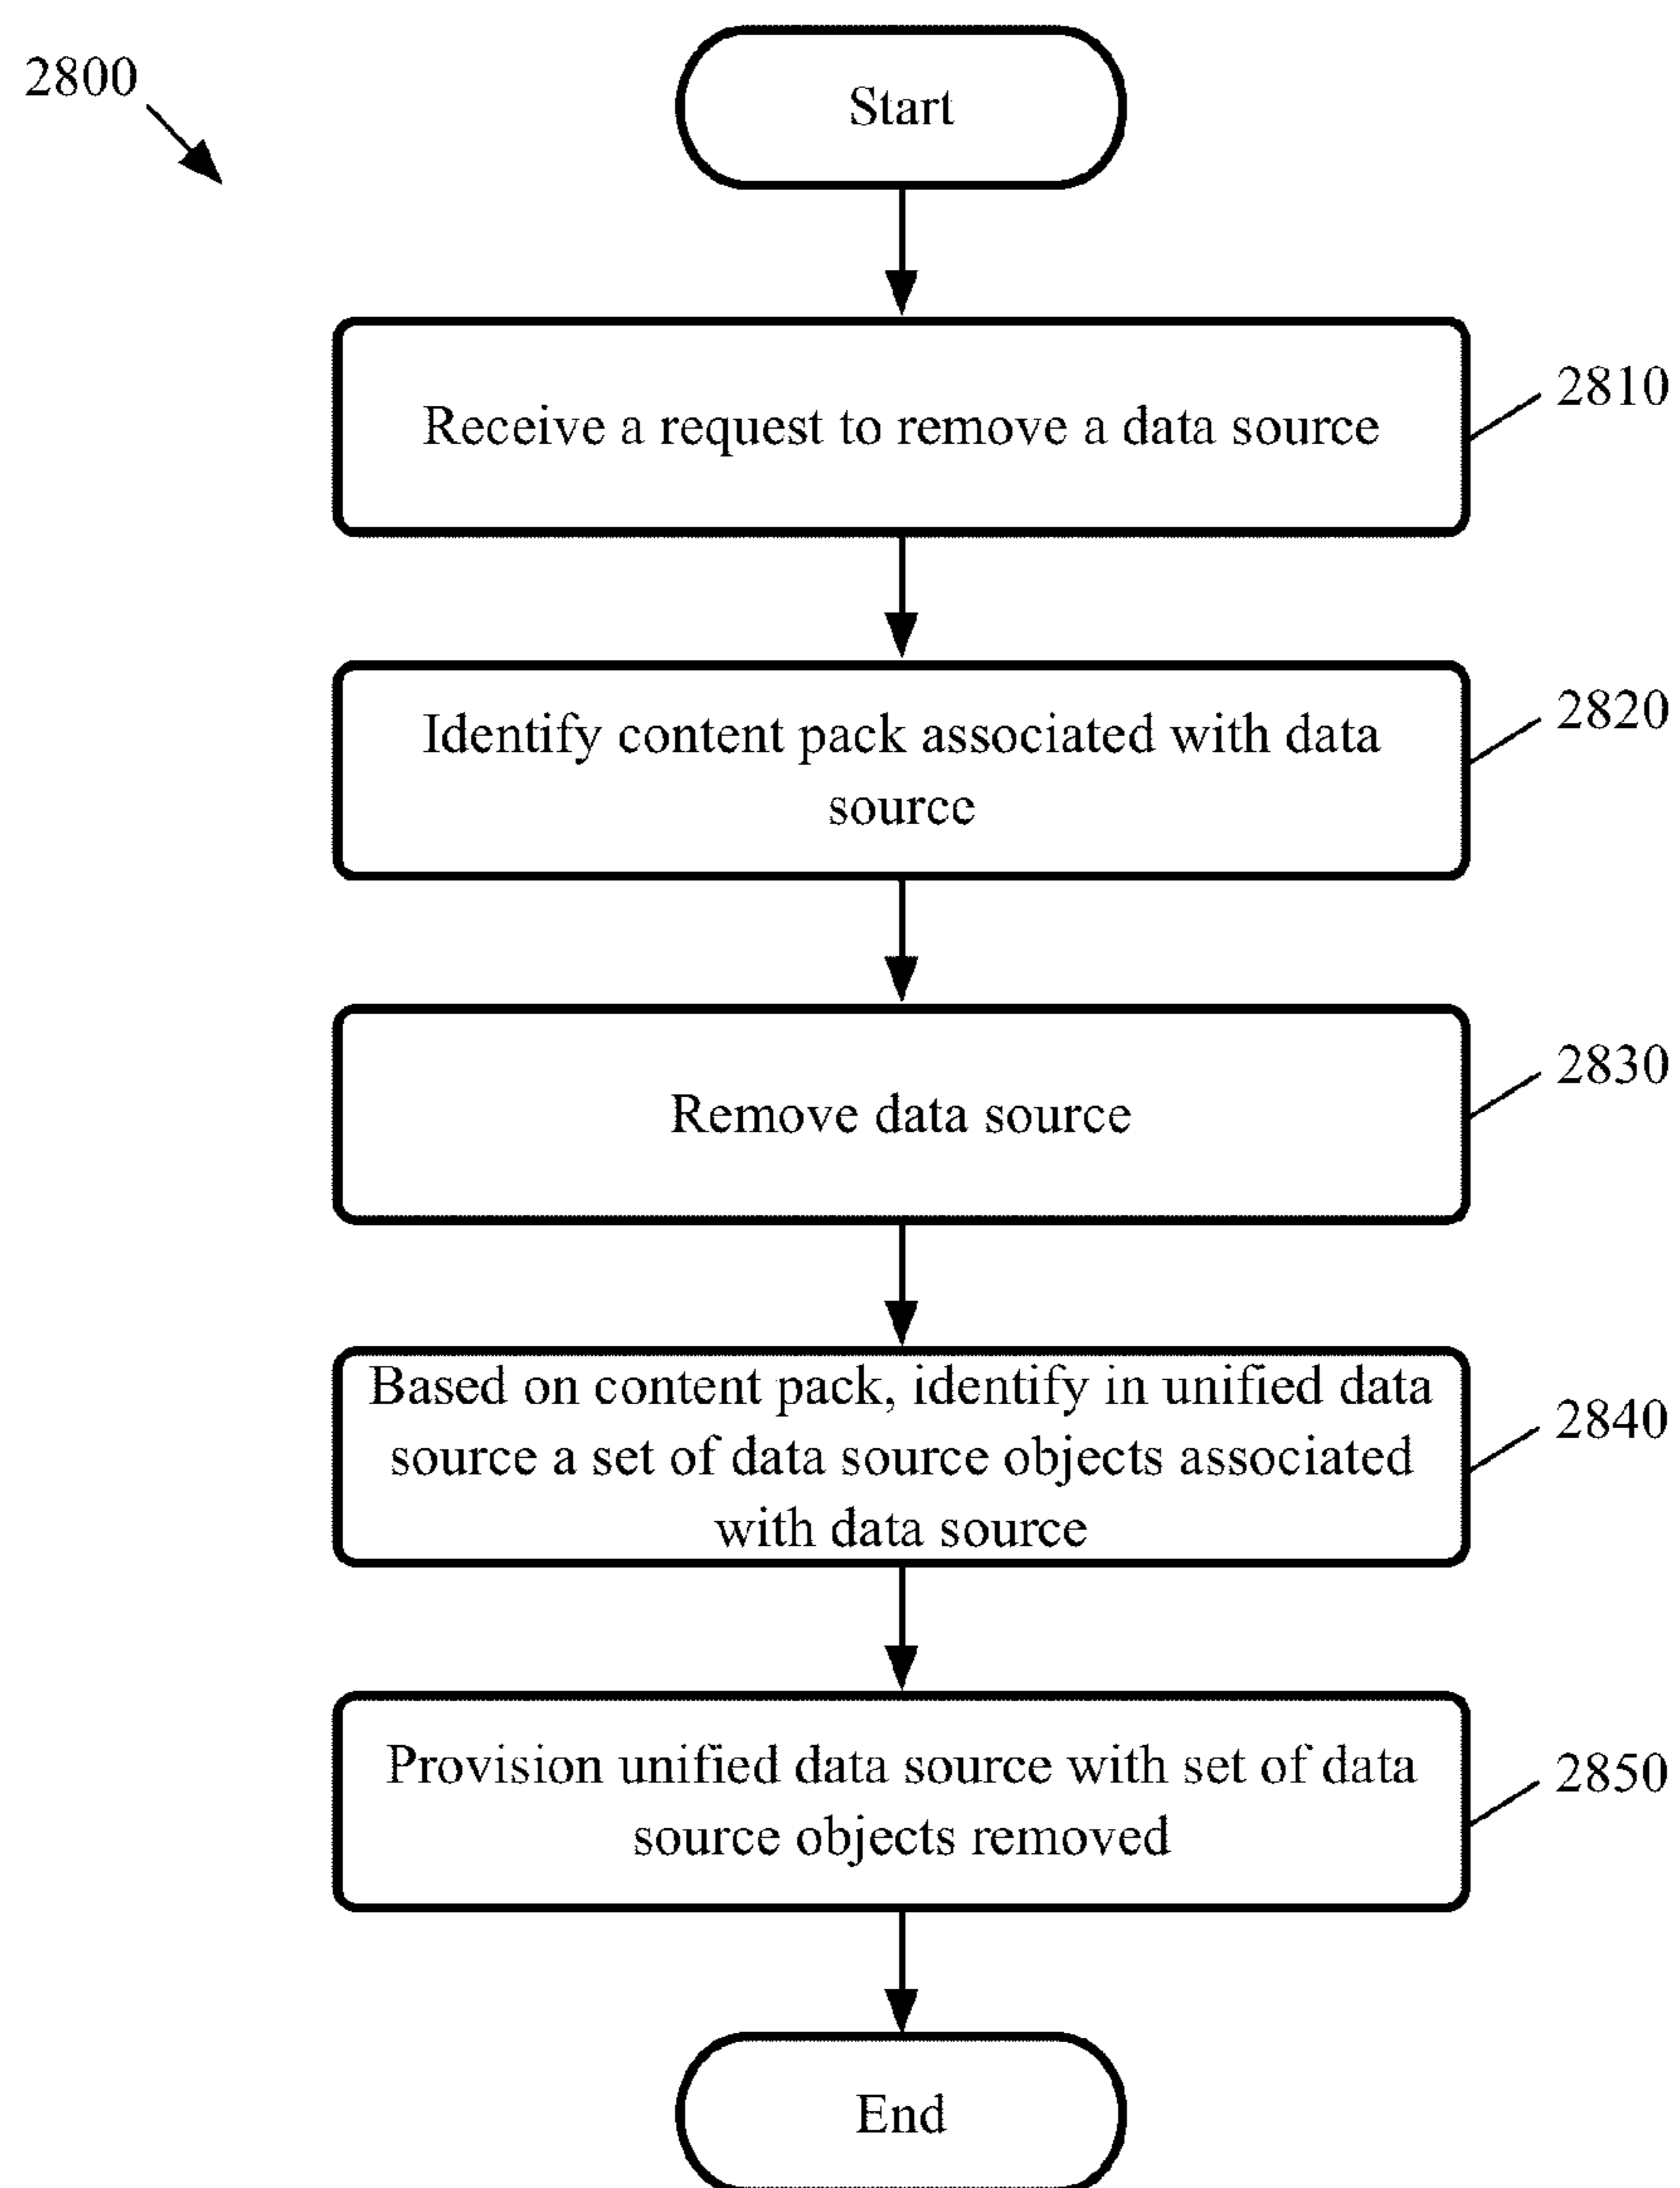 2800
Start
Receive a request to remove a data source
2810
Identify content pack associated with data
source
2820
Remove data source
2830
Based on content pack, identify in unified data
source a set of data source objects associated
with data source
2840
Provision unified data source with set of data
source objects removed
2850
End